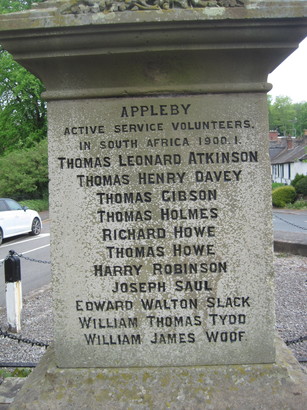 APPLEBY
ACTIVE SERVICE VOLUNTEERS.
IN SOUTH AFRICA 1900.1.
THOMAS LEONARD ATKINSON
THOMAS HENRY DAVEY
THOMAS GIBSON
THOMAS HOLMES
RICHARD HOWE
THOMAS HOWE
HARRY ROBINSON
JOSEPH SAUL
EDWARD WALTON SLACK
WILLIAM THOMAS TYDD
WILLIAM JAMES WOOF